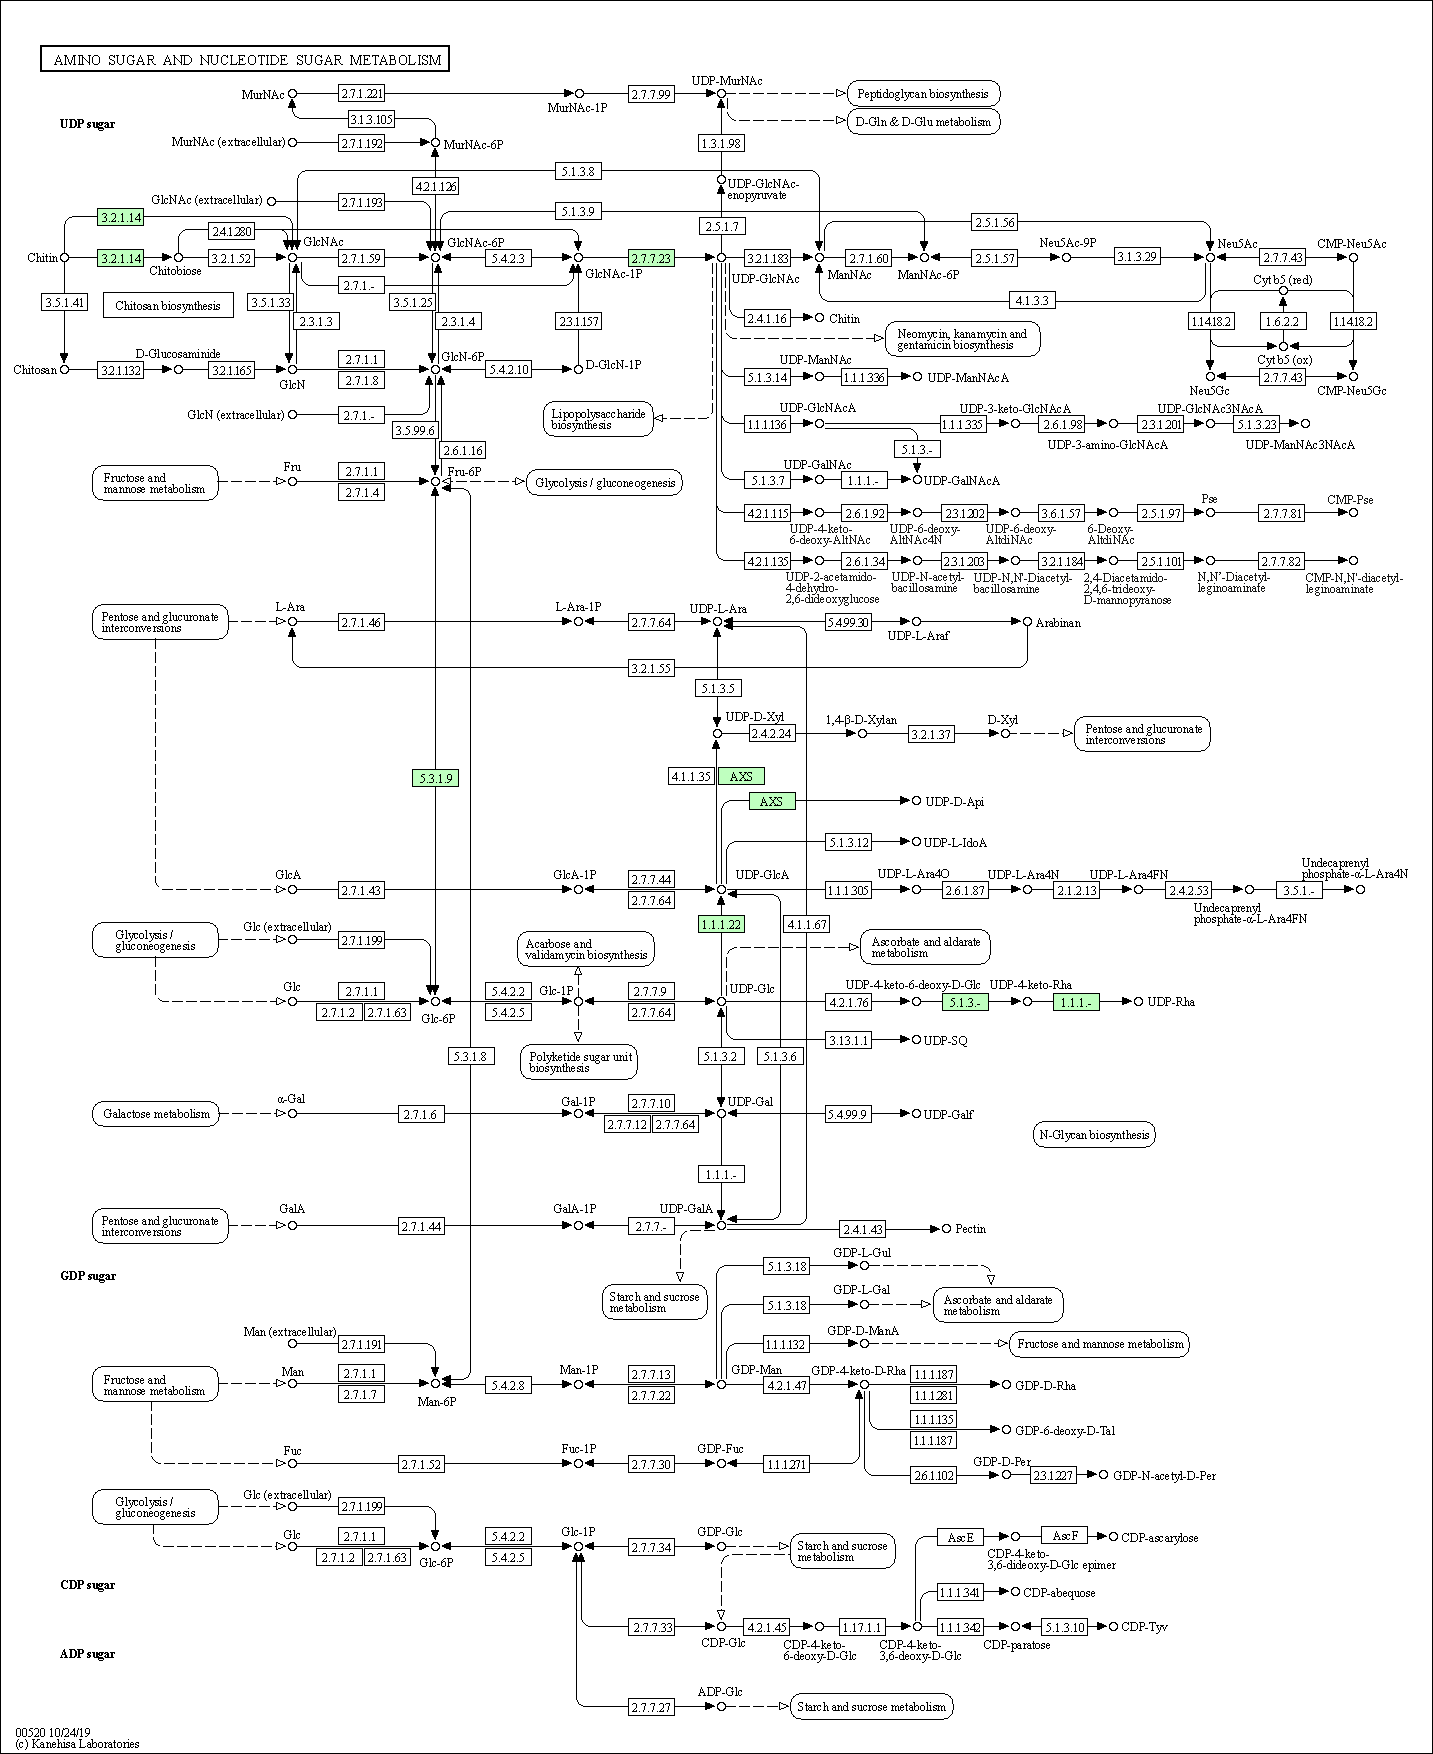 AMINO SUGAR AND NUCLEOTIDE SUGAR METABOLISM
UDP-MurNAc
MurNAc
2.7.1.221
MurNAc-1P
2.7.7.99
Peptidoglycan biosynthesis
UDP sugar
3.1.3.105
D-Gln & D-Glu metabolism
MurNAc (extracellular)
2.7.1.192
MurNAc-6P
1.3.1.98
5.1.3.8
4.2.1.126
UDP-GlcNAc-
enopyruvate
GlcNAc (extracellular)
2.7.1.193
5.1.3.9
3.2.1.14
2.5.1.7
2.5.1.56
2.4.1.280
GlcNAc
GlcNAc-6P
Neu5Ac-9P
Neu5Ac
CMP-Neu5Ac
Chitin
3.2.1.14
Chitobiose
3.2.1.52
2.7.1.59
5.4.2.3
GlcNAc-1P
2.7.7.23
UDP-GlcNAc
3.2.1.183
ManNAc
2.7.1.60
ManNAc-6P
2.5.1.57
3.1.3.29
2.7.7.43
2.7.1.-
Cyt b5 (red)
3.5.1.41
Chitosan biosynthesis
3.5.1.33
3.5.1.25
4.1.3.3
2.3.1.3
2.3.1.4
2.3.1.157
2.4.1.16
Chitin
1.14.18.2
1.6.2.2
1.14.18.2
Neomycin, kanamycin and
gentamicin biosynthesis
D-Glucosaminide
2.7.1.1
GlcN-6P
UDP-ManNAc
Cyt b5 (ox)
Chitosan
3.2.1.132
3.2.1.165
GlcN
2.7.1.8
5.4.2.10
D-GlcN-1P
5.1.3.14
1.1.1.336
UDP-ManNAcA
2.7.7.43
Neu5Gc
CMP-Neu5Gc
GlcN (extracellular)
2.7.1.-
Lipopolysaccharide
biosynthesis
UDP-GlcNAcA
UDP-3-keto-GlcNAcA
UDP-GlcNAc3NAcA
3.5.99.6
1.1.1.136
1.1.1.335
2.6.1.98
2.3.1.201
5.1.3.23
2.6.1.16
5.1.3.-
UDP-3-amino-GlcNAcA
UDP-ManNAc3NAcA
Fructose and
mannose metabolism
Fru
2.7.1.1
2.7.1.4
Fru-6P
Glycolysis / gluconeogenesis
UDP-GalNAc
5.1.3.7
1.1.1.-
UDP-GalNAcA
Pse
CMP-Pse
4.2.1.115
2.6.1.92
2.3.1.202
3.6.1.57
2.5.1.97
2.7.7.81
UDP-4-keto-
6-deoxy-AltNAc
UDP-6-deoxy-
AltNAc4N
UDP-6-deoxy-
AltdiNAc
6-Deoxy-
AltdiNAc
4.2.1.135
2.6.1.34
2.3.1.203
3.2.1.184
2.5.1.101
2.7.7.82
UDP-2-acetamido-
4-dehydro-
2,6-dideoxyglucose
UDP-N-acetyl-
bacillosamine
UDP-N,N'-Diacetyl-
bacillosamine
2,4-Diacetamido-
2,4,6-trideoxy-
D-mannopyranose
N,N'-Diacetyl-
leginoaminate
CMP-N,N'-diacetyl-
leginoaminate
Pentose and glucuronate
interconversions
L-Ara
2.7.1.46
L-Ara-1P
2.7.7.64
UDP-L-Ara
5.4.99.30
UDP-L-Araf
Arabinan
3.2.1.55
5.1.3.5
UDP-D-Xyl
2.4.2.24
1,4-β-D-Xylan
3.2.1.37
D-Xyl
Pentose and glucuronate
interconversions
5.3.1.9
4.1.1.35
AXS
AXS
UDP-D-Api
5.1.3.12
UDP-L-IdoA
GlcA
2.7.1.43
GlcA-1P
2.7.7.44
2.7.7.64
UDP-GlcA
1.1.1.305
UDP-L-Ara4O
2.6.1.87
UDP-L-Ara4N
2.1.2.13
UDP-L-Ara4FN
2.4.2.53
Undecaprenyl
phosphate-α-L-Ara4FN
3.5.1.-
Undecaprenyl
phosphate-α-L-Ara4N
1.1.1.22
4.1.1.67
Glycolysis /
gluconeogenesis
Glc (extracellular)
2.7.1.199
Acarbose and
validamycin biosynthesis
Ascorbate and aldarate
metabolism
Glc
2.7.1.1
2.7.1.2
2.7.1.63
Glc-6P
5.4.2.2
5.4.2.5
Glc-1P
2.7.7.9
2.7.7.64
UDP-Glc
4.2.1.76
UDP-4-keto-6-deoxy-D-Glc
5.1.3.-
UDP-4-keto-Rha
1.1.1.-
UDP-Rha
3.13.1.1
UDP-SQ
5.3.1.8
Polyketide sugar unit
biosynthesis
5.1.3.2
5.1.3.6
Galactose metabolism
α-Gal
2.7.1.6
Gal-1P
2.7.7.10
2.7.7.12
2.7.7.64
UDP-Gal
5.4.99.9
UDP-Galf
N-Glycan biosynthesis
1.1.1.-
Pentose and glucuronate
interconversions
GalA
2.7.1.44
GalA-1P
2.7.7.-
UDP-GalA
2.4.1.43
Pectin
GDP sugar
Starch and sucrose
metabolism
5.1.3.18
GDP-L-Gul
5.1.3.18
GDP-L-Gal
Ascorbate and aldarate
metabolism
Man (extracellular)
2.7.1.191
1.1.1.132
GDP-D-ManA
Fructose and mannose metabolism
Fructose and
mannose metabolism
Man
2.7.1.1
2.7.1.7
Man-6P
5.4.2.8
Man-1P
2.7.7.13
2.7.7.22
GDP-Man
4.2.1.47
GDP-4-keto-D-Rha
1.1.1.187
1.1.1.281
GDP-D-Rha
1.1.1.135
1.1.1.187
GDP-6-deoxy-D-Tal
Fuc
2.7.1.52
Fuc-1P
2.7.7.30
GDP-Fuc
1.1.1.271
2.6.1.102
GDP-D-Per
2.3.1.227
GDP-N-acetyl-D-Per
Glycolysis /
gluconeogenesis
Glc (extracellular)
2.7.1.199
Glc
2.7.1.1
2.7.1.2
2.7.1.63
Glc-6P
5.4.2.2
5.4.2.5
Glc-1P
2.7.7.34
GDP-Glc
Starch and sucrose
metabolism
AscE
AscF
CDP-ascarylose
CDP-4-keto-
3,6-dideoxy-D-Glc epimer
CDP sugar
1.1.1.341
CDP-abequose
2.7.7.33
CDP-Glc
4.2.1.45
CDP-4-keto-
6-deoxy-D-Glc
1.17.1.1
CDP-4-keto-
3,6-deoxy-D-Glc
1.1.1.342
CDP-paratose
5.1.3.10
CDP-Tyv
ADP sugar
2.7.7.27
ADP-Glc
Starch and sucrose metabolism
00520 10/24/19
(c) Kanehisa Laboratories